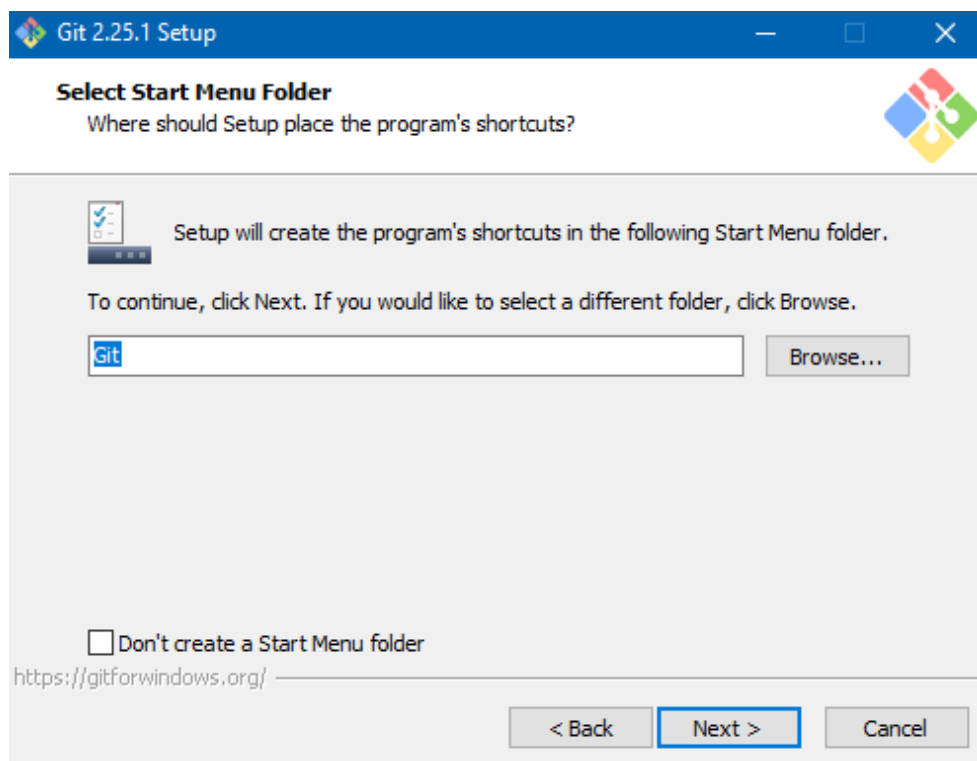 Git 2.25.1 Setup
Select Start Menu Folder
Where should Setup place the program's shortcuts?
Setup will create the program's shortcuts in the following Start Menu folder.
To continue, click Next. If you would like to select a different folder, click Browse.
Git
Browse...
Don't create a Start Menu folder
https://gitforwindows.org/
< Back
Next >
Cancel